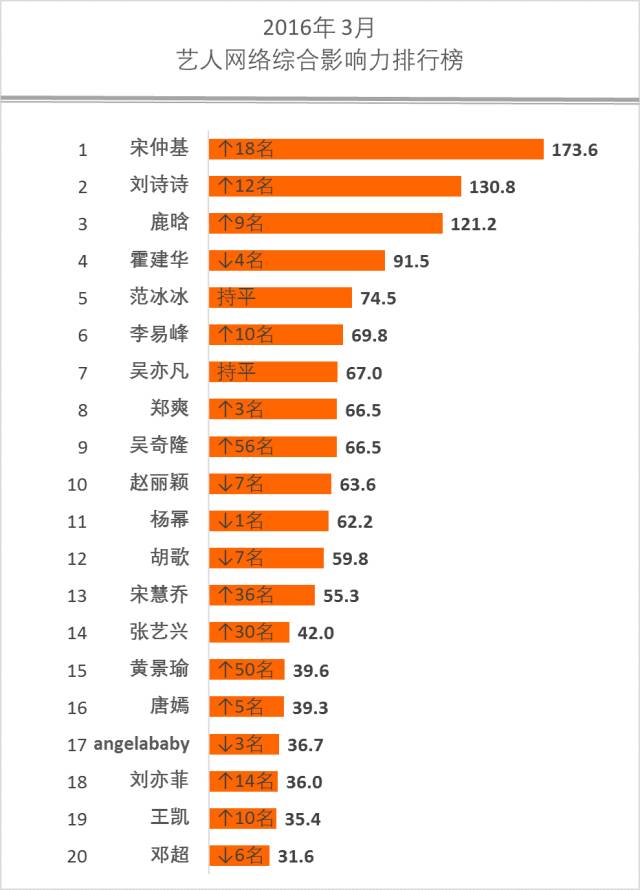 2016年 3月
艺人网络综合影响力排行榜
1 宋仲基 ↑18名 173.6
2 刘诗诗 ↑12名 130.8
3 鹿晗 ↑9名 121.2
4 霍建华 ↓4名 91.5
5 范冰冰 持平 74.5
6 李易峰 ↑10名 69.8
7 吴亦凡 持平 67.0
8 郑爽 ↑3名 66.5
9 吴奇隆 ↑56名 66.5
10 赵丽颖 ↓7名 63.6
11 杨幂 ↓1名 62.2
12 胡歌 ↓7名 59.8
13 宋慧乔 ↑36名 55.3
14 张艺兴 ↑30名 42.0
15 黄景瑜 ↑50名 39.6
16 唐嫣 ↑5名 39.3
17 angelababy ↓3名 36.7
18 刘亦菲 ↑14名 36.0
19 王凯 ↑10名 35.4
20 邓超 ↓6名 31.6